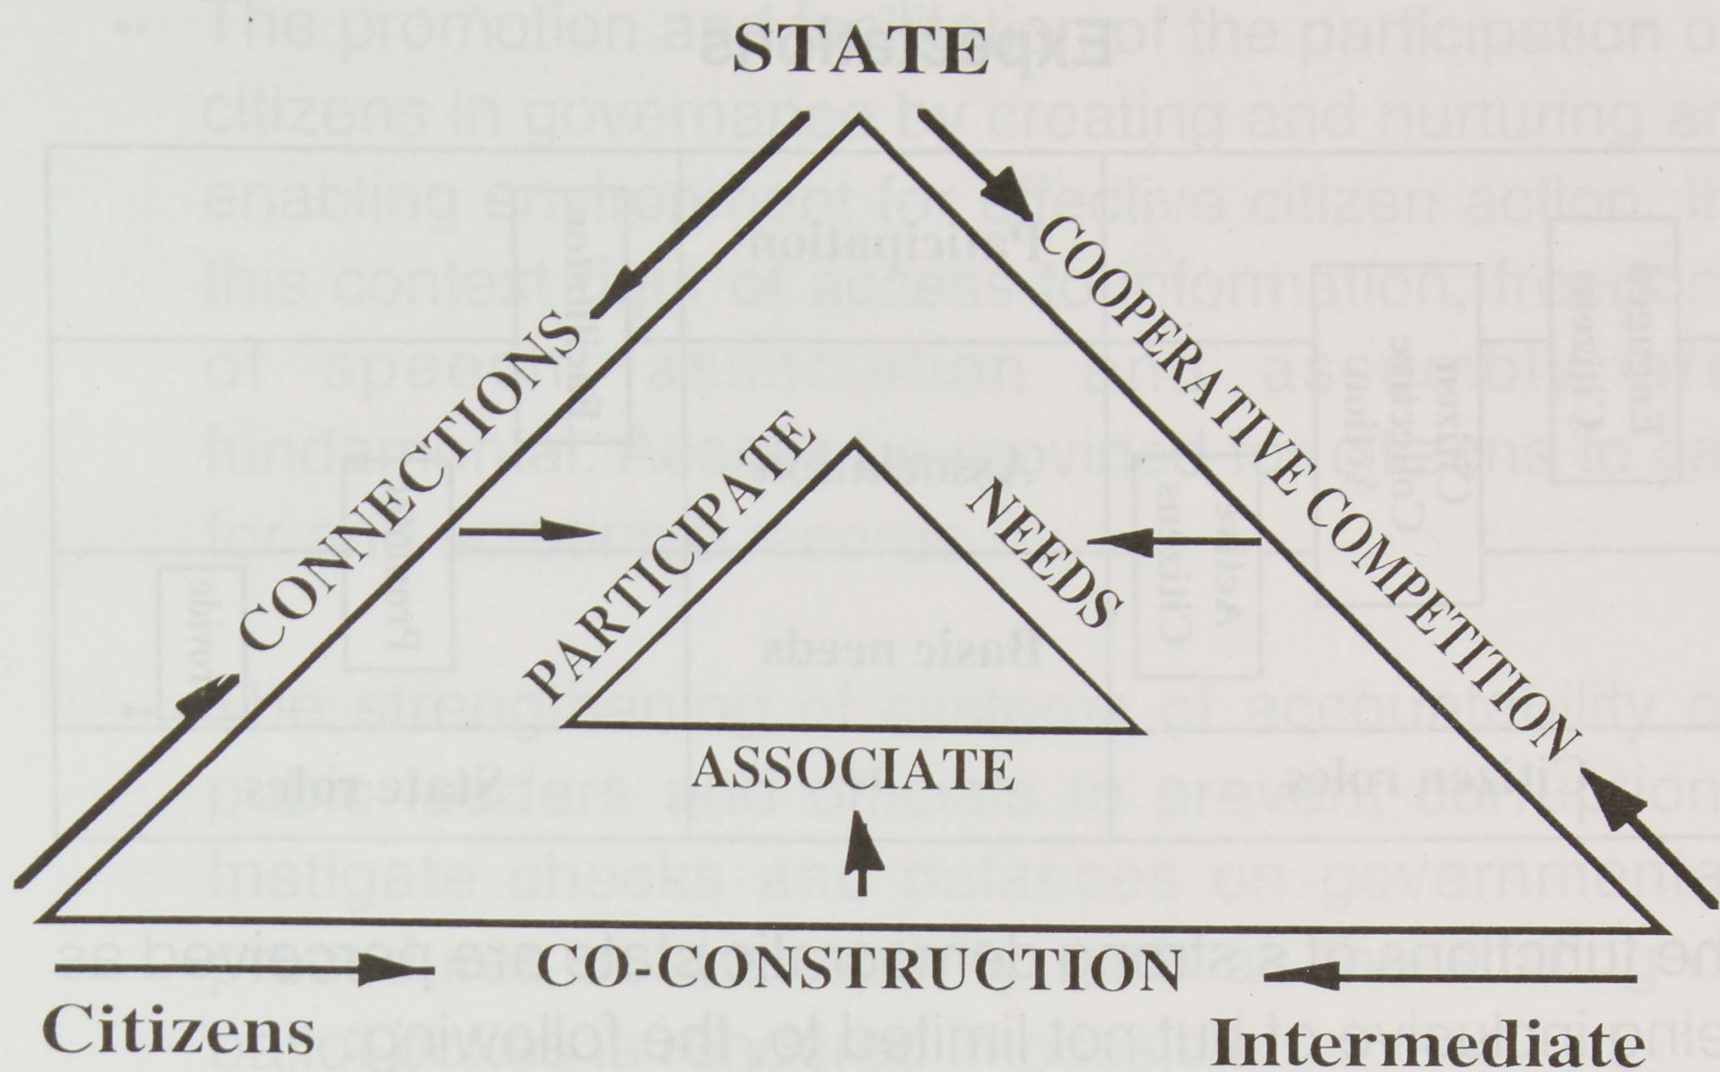 STATE
CONNECTIONS
COOPERATIVE COMPETITION
PARTICIPATE
NEEDS
ASSOCIATE
CO-CONSTRUCTION
Citizens
Intermediate